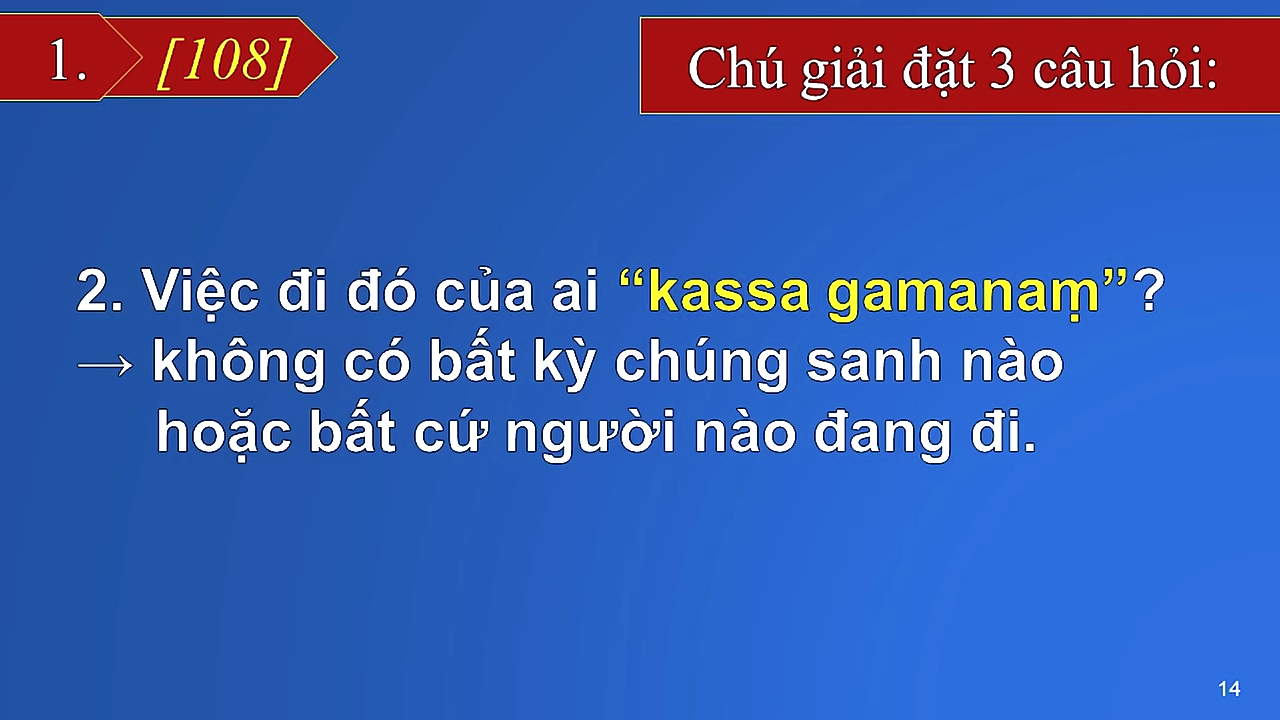 1. [108]
Chú giải đặt 3 câu hỏi:
2. Việc đi đó của ai “kassa gamanaṃ”?
→ không có bất kỳ chúng sanh nào
hoặc bất cứ người nào đang đi.
14